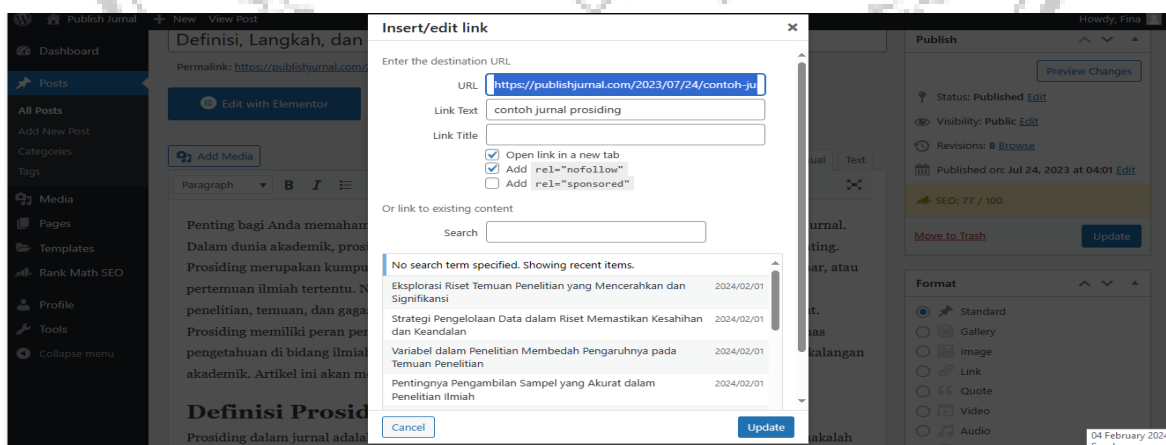 Publish Jurnal + New View Post
Howdy, Fina
Dashboard
Posts
All Posts
Add New Post
Categories
Tags
Media
Pages
Templates
Rank Math SEO
Profile
Tools
Collapse menu
Definisi, Langkah, dan
Permalink: https://publishjurnal.com/2
Edit with Elementor
Add Media
Text
Paragraph B I
Penting bagi Anda memaham
Dalam dunia akademik, prosi
Prosiding merupakan kumpu
pertemuan ilmiah tertentu. N
penelitian, temuan, dan gaga
Prosiding memiliki peran per
pengetahuan di bidang ilmial
akademik. Artikel ini akan m
Definisi Prosid
Prosiding dalam jurnal adala
Insert/edit link
Enter the destination URL
URL https://publishjurnal.com/2023/07/24/contoh-ju
Link Text contoh jurnal prosiding
Link Title
Open link in a new tab
Add rel="nofollow"
Add rel="sponsored"
Or link to existing content
Search
No search term specified. Showing recent items.
Eksplorasi Riset Temuan Penelitian yang Mencerahkan dan 2024/02/01
Signifikansi
Strategi Pengelolaan Data dalam Riset Memastikan Kesahihan 2024/02/01
dan Keandalan
Variabel dalam Penelitian Membedah Pengaruhnya pada 2024/02/01
Temuan Penelitian
Pentingnya Pengambilan Sampel yang Akurat dalam 2024/02/01
Penelitian Ilmiah
Cancel
Update
Publish
Preview Changes
Status: Published Edit
Visibility: Public Edit
Revisions: 8 Browse
Published on: Jul 24, 2023 at 04:01 Edit
SEO: 77 / 100
Move to Trash
Update
Format
Standard
Gallery
Image
Link
Quote
Video
Audio
04 February 2024